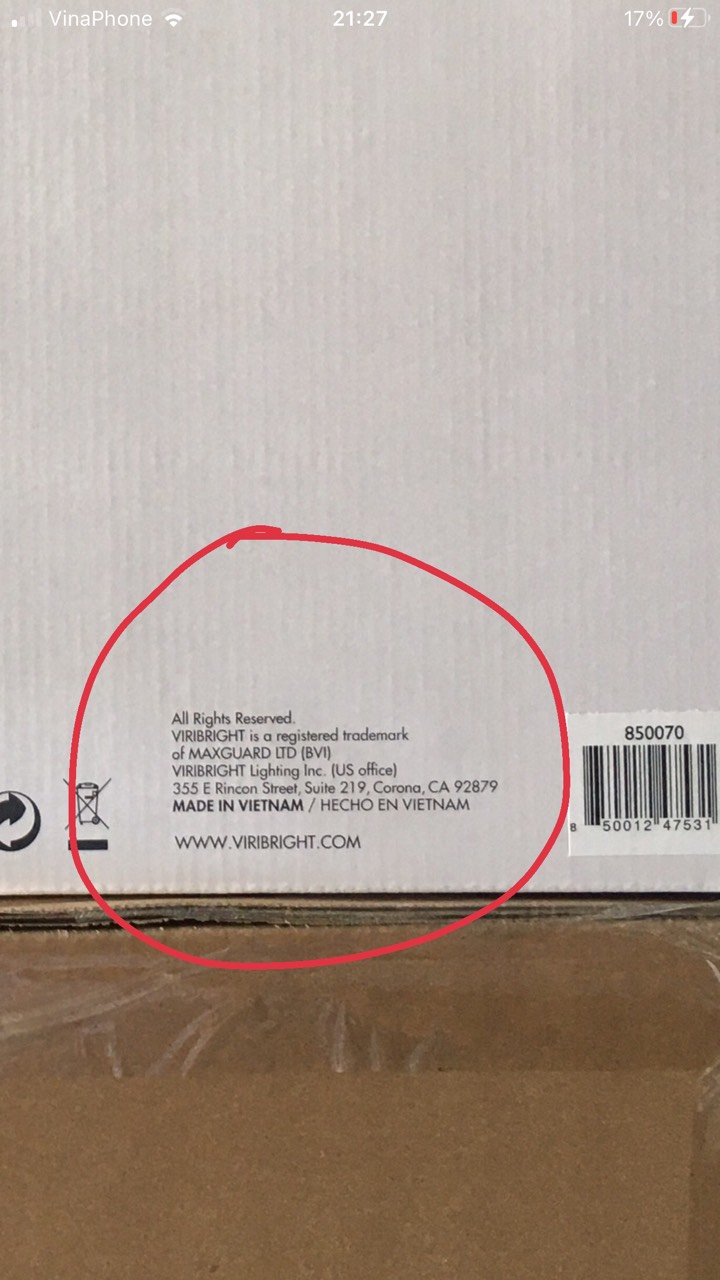 VinaPhone 21:27 17%
All Rights Reserved.
VIRIBRIGHT is a registered trademark
of MAXGUARD LTD (BVI)
VIRIBRIGHT Lighting Inc. (US office)
355 E Rincon Street, Suite 219, Corona, CA 92879
MADE IN VIETNAM / HECHO EN VIETNAM
WWW.VIRIBRIGHT.COM
850070
8 50012 47531